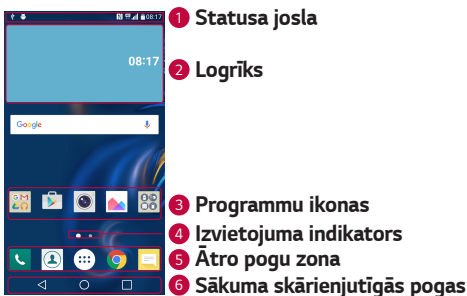 08:17
1 Statusa josla
08:17
2 Logrīks
Google
3 Programmu ikonas
4 Izvietojuma indikators
5 Ātro pogu zona
6 Sākuma skārienjutīgās pogas